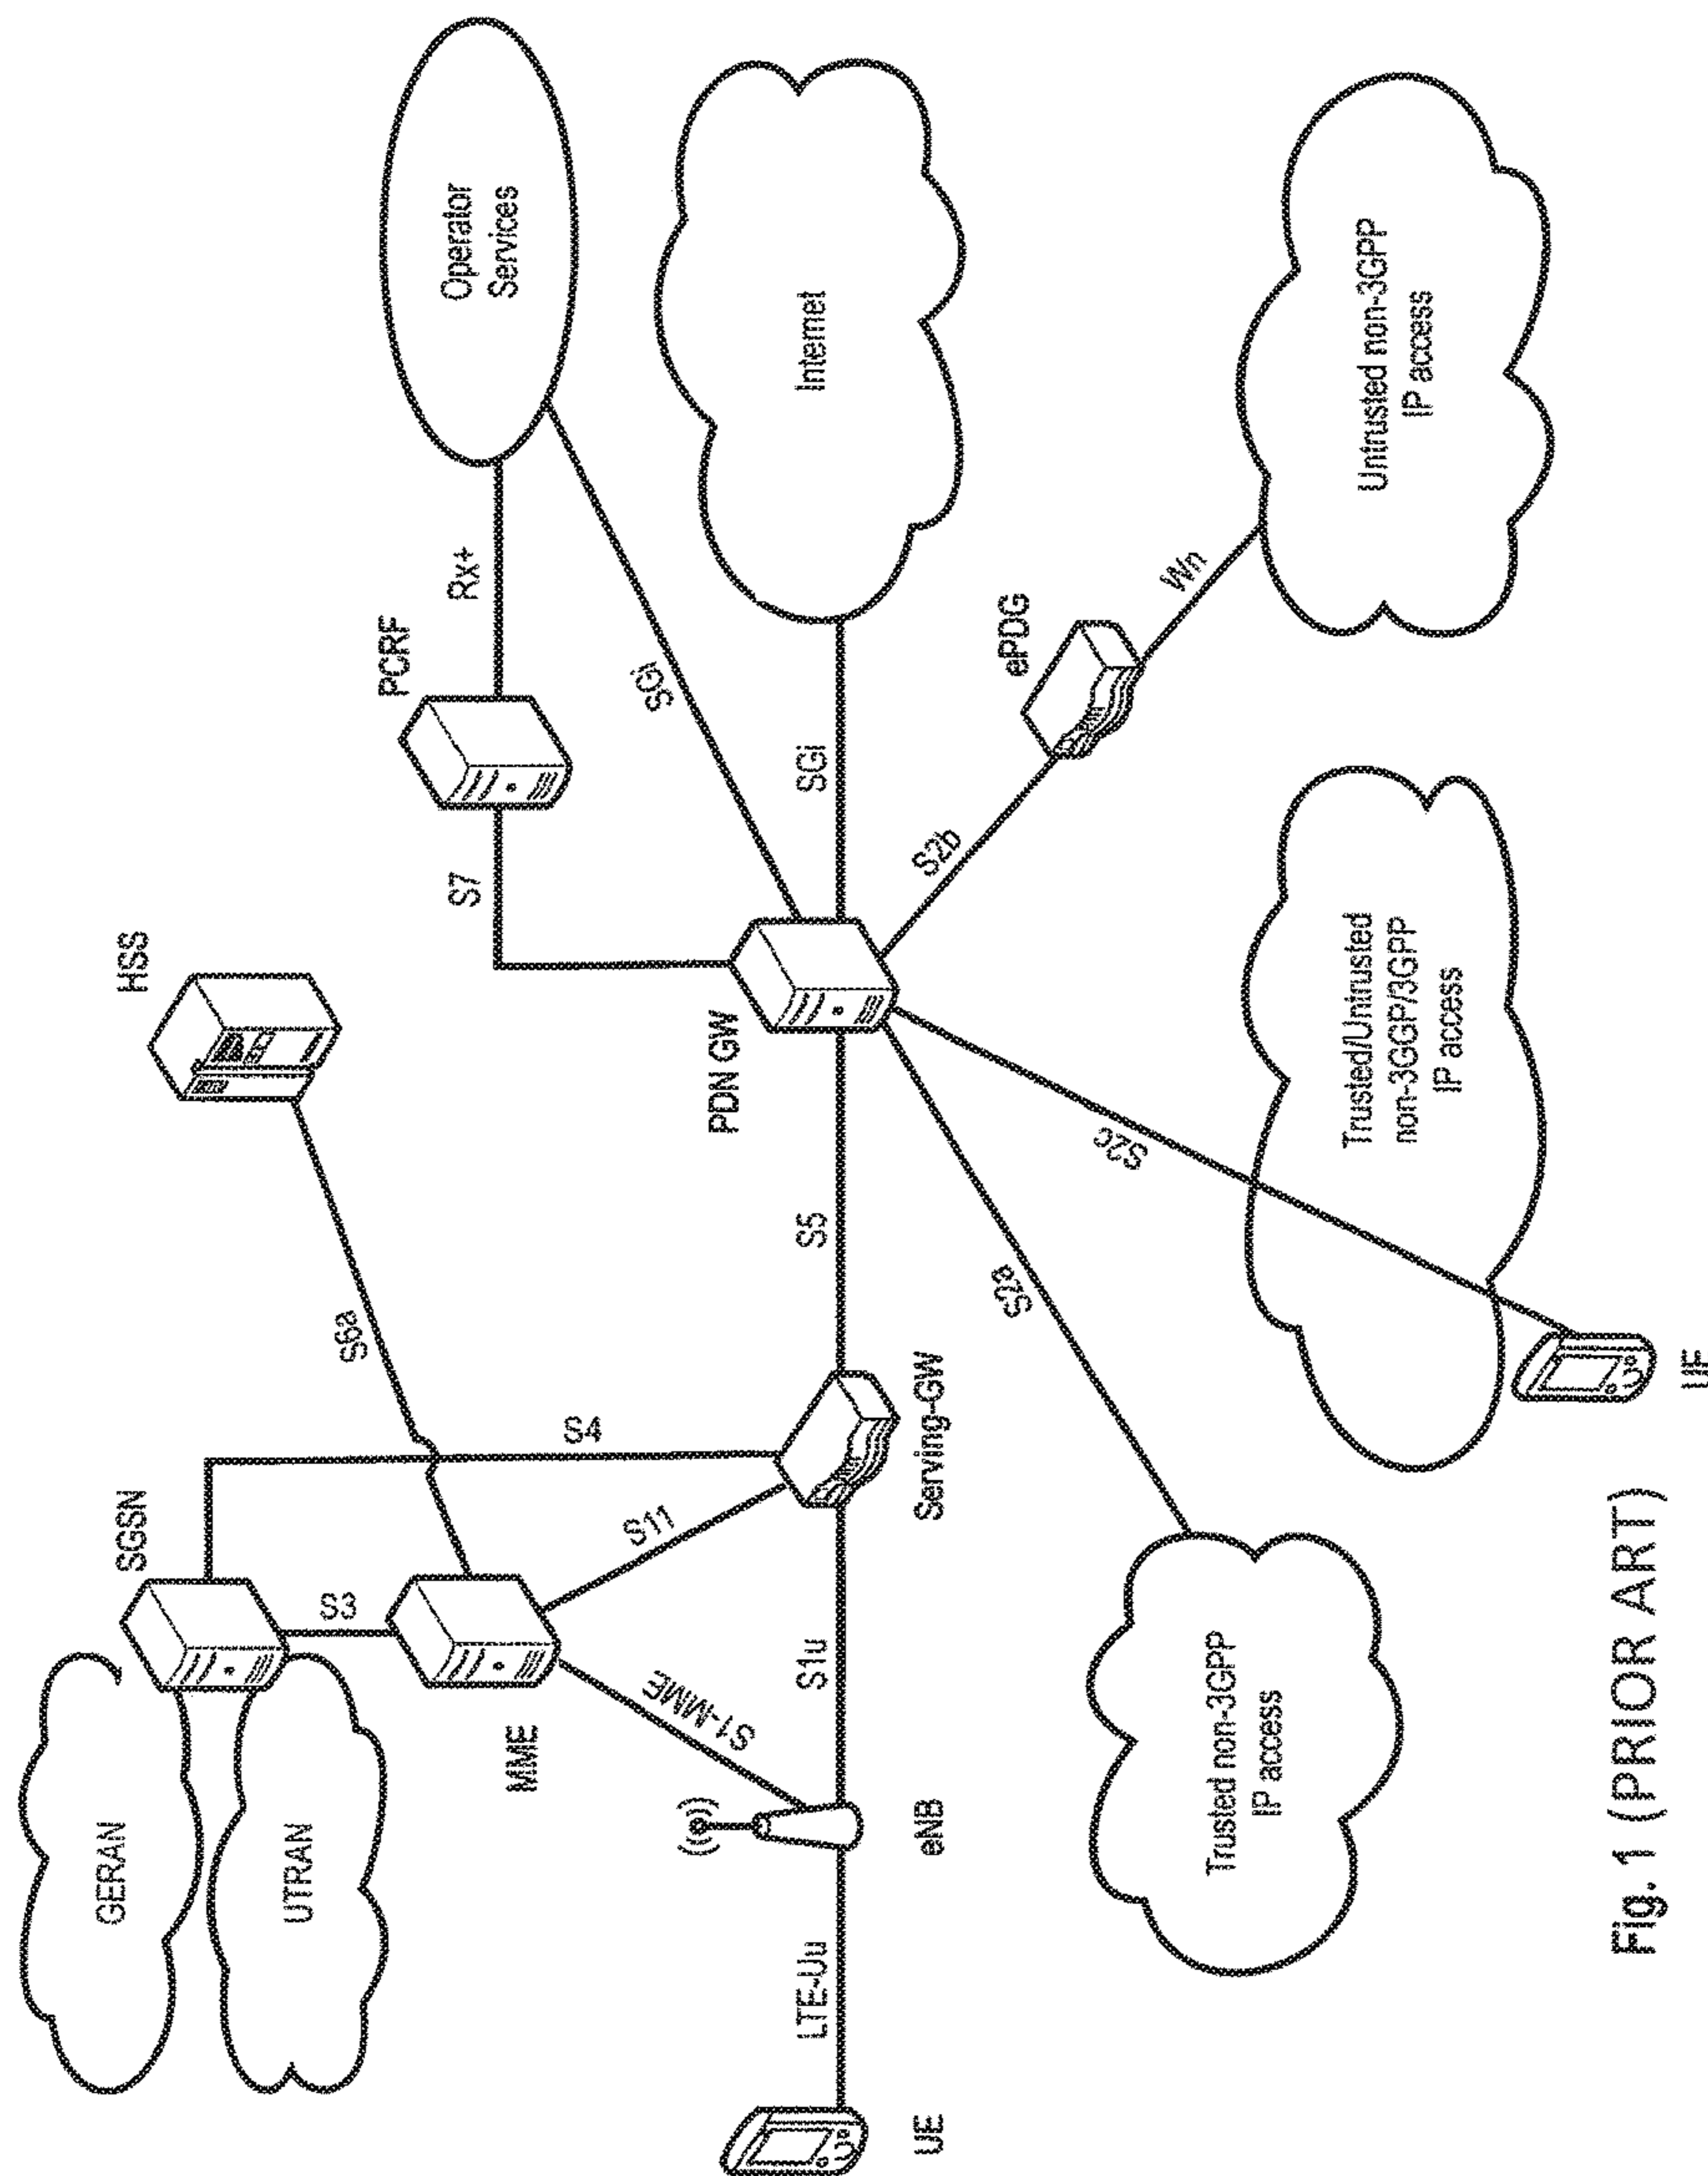 GERAN
SGSN
HSS
UTRAN
S3
S6a
PCRF
S7
Rx+
Operator
Services
MME
S4
S11
SGi
S1-MME
LTE-Uu
S1u
S5
PDN GW
SGi
Internet
UE
eNB
Serving-GW
S2b
ePDG
S2a
S2c
Wn
Trusted non-3GPP
IP access
Trusted/Untrusted
non-3GGP/3GPP
IP access
Untrusted non-3GPP
IP access
UE
Fig. 1 (PRIOR ART)